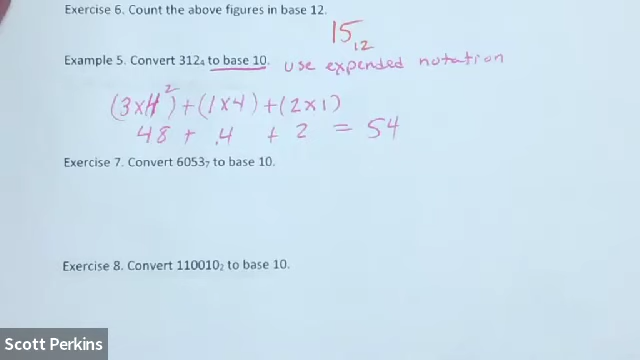 Exercise 6. Count the above figures in base 12.
15₁₂
Example 5. Convert 312₄ to base 10. use expended notation
(3×4²)+(1×4)+(2×1)
48 + 4 + 2 = 54
Exercise 7. Convert 6053₇ to base 10.
Exercise 8. Convert 110010₂ to base 10.
Scott Perkins